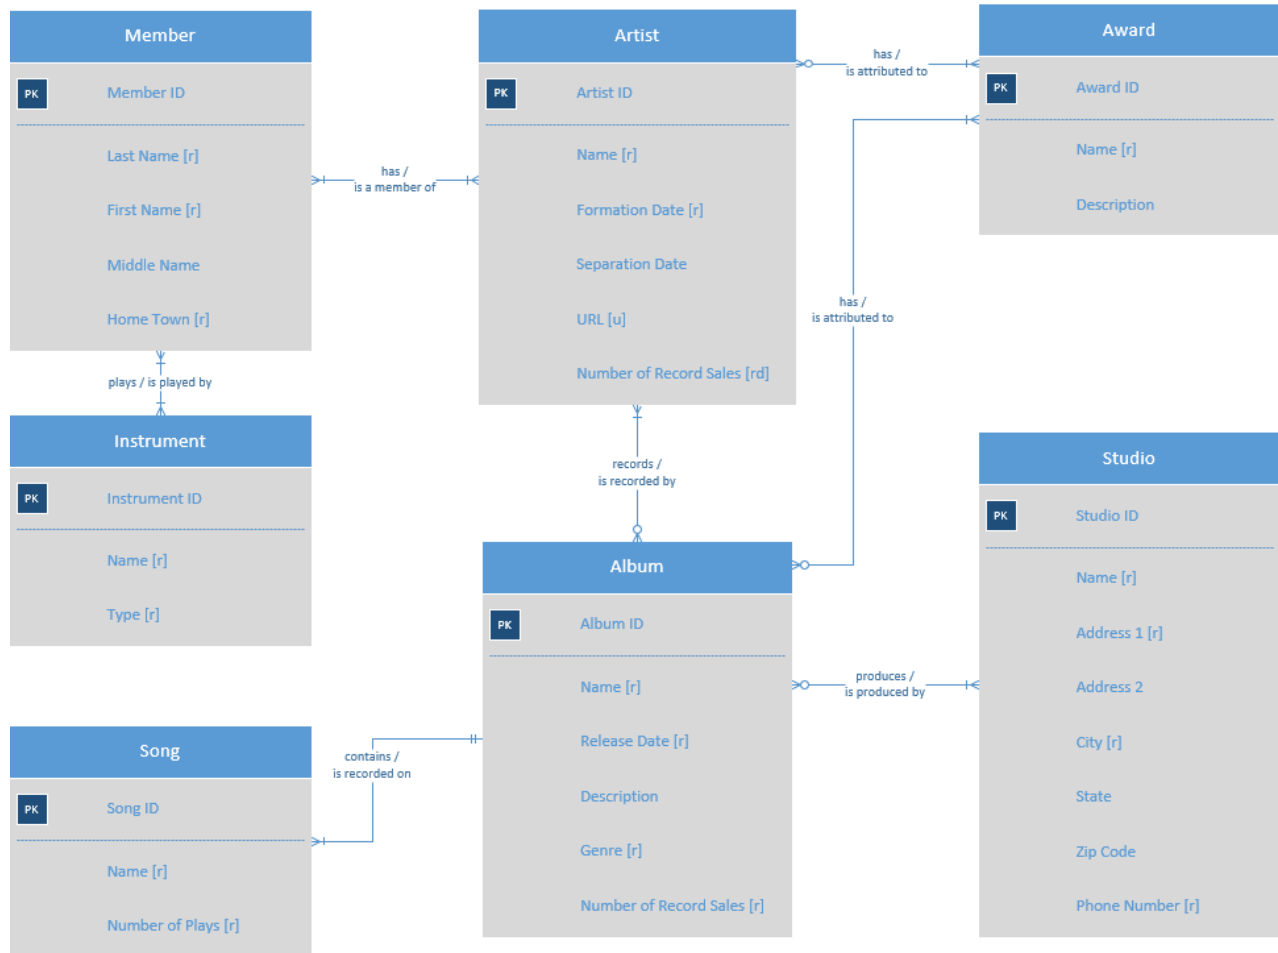 Member
PK Member ID
Last Name [r]
First Name [r]
Middle Name
Home Town [r]
has /
is a member of
Artist
PK Artist ID
Name [r]
Formation Date [r]
Separation Date
URL [u]
Number of Record Sales [rd]
has /
is attributed to
Award
PK Award ID
Name [r]
Description
has /
is attributed to
plays / is played by
Instrument
PK Instrument ID
Name [r]
Type [r]
records /
is recorded by
Album
PK Album ID
Name [r]
Release Date [r]
Description
Genre [r]
Number of Record Sales [r]
produces /
is produced by
Studio
PK Studio ID
Name [r]
Address 1 [r]
Address 2
City [r]
State
Zip Code
Phone Number [r]
contains /
is recorded on
Song
PK Song ID
Name [r]
Number of Plays [r]